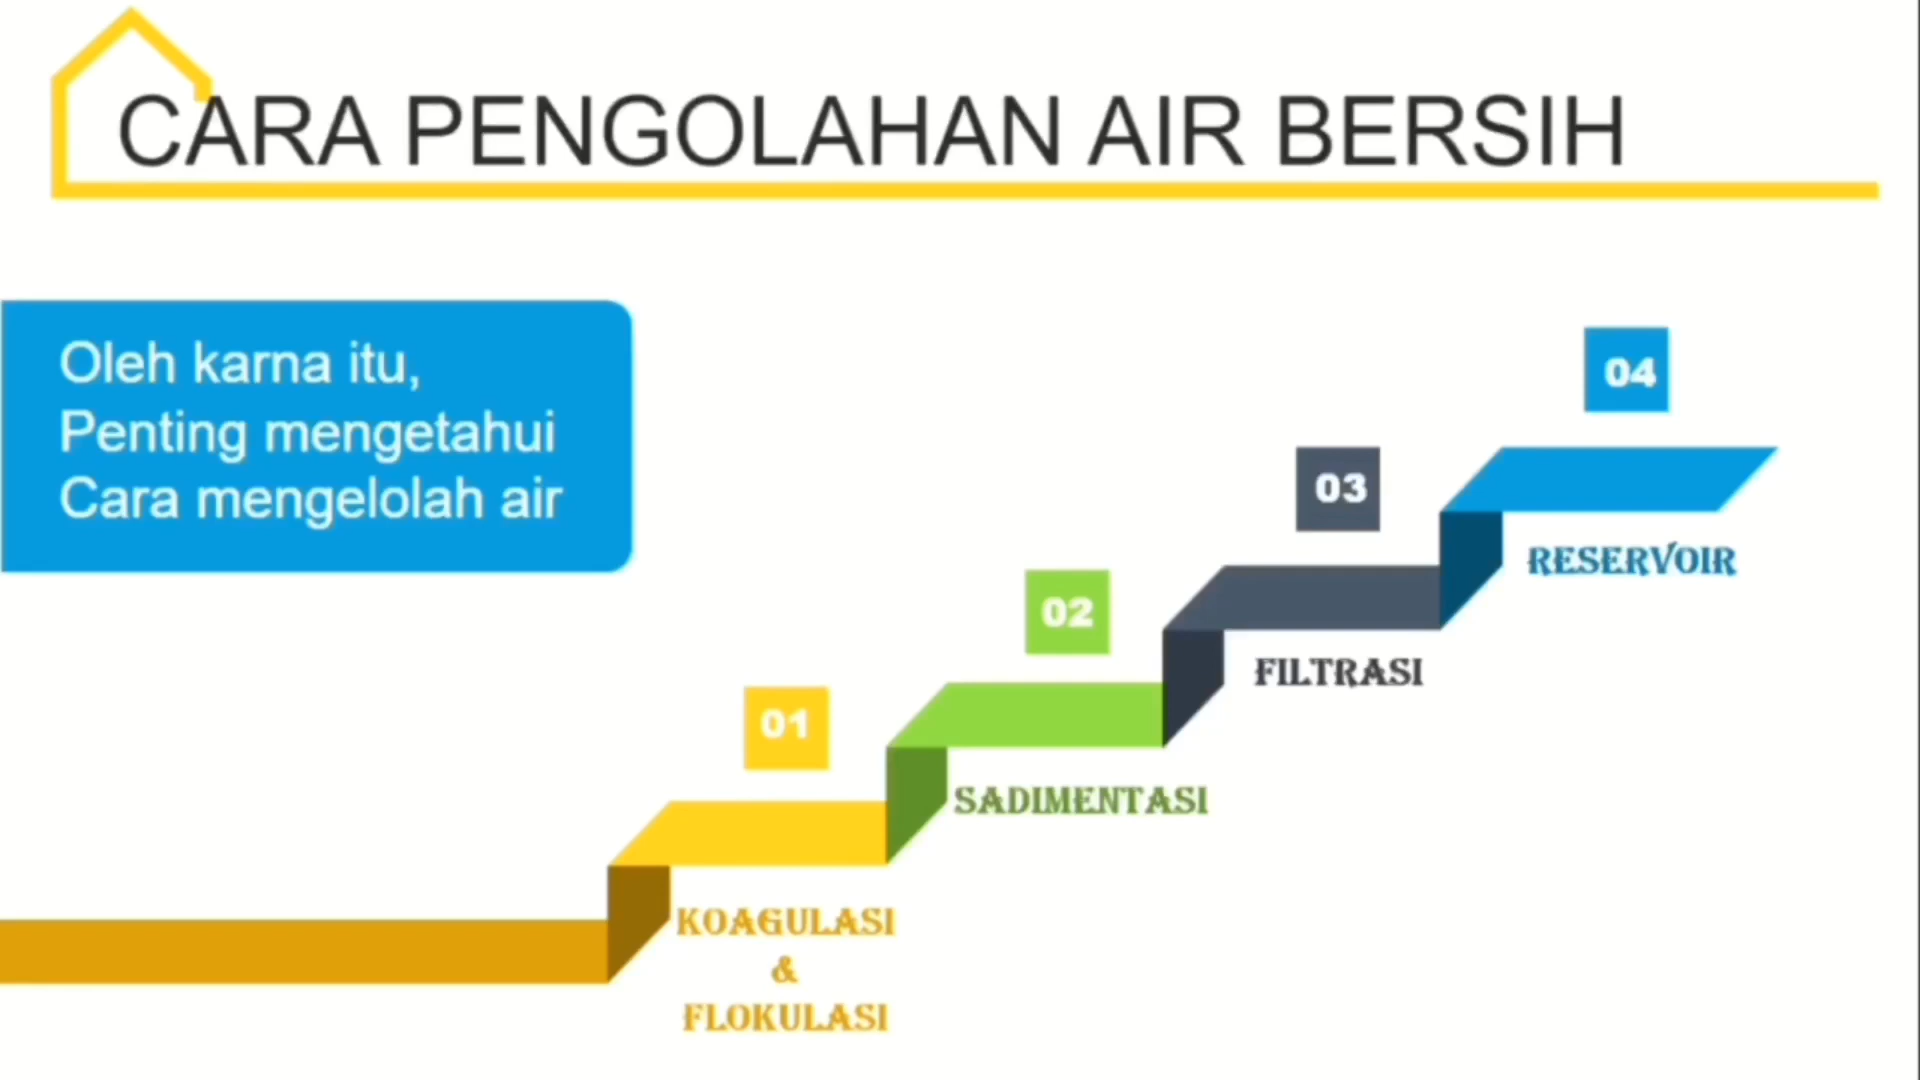 CARA PENGOLAHAN AIR BERSIH
Oleh karna itu,
Penting mengetahui
Cara mengelolah air
01
KOAGULASI
&
FLOKULASI
02
SADIMENTASI
03
FILTRASI
04
RESERVOIR